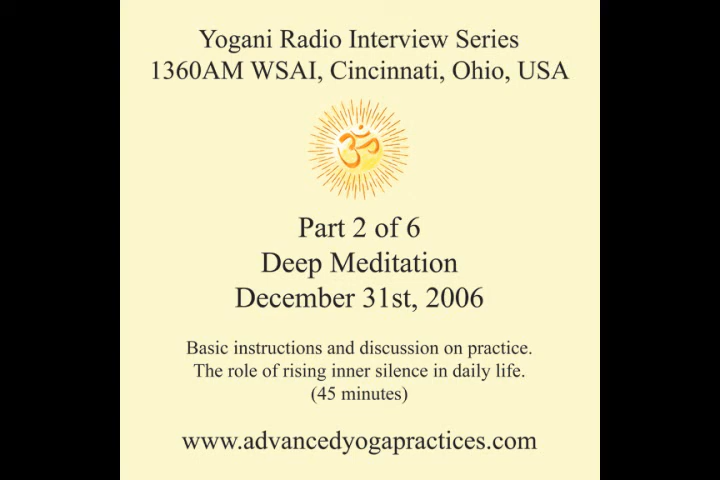 Yogani Radio Interview Series
1360AM WSAI, Cincinnati, Ohio, USA
ॐ
Part 2 of 6
Deep Meditation
December 31st, 2006
Basic instructions and discussion on practice.
The role of rising inner silence in daily life.
(45 minutes)
www.advancedyogapractices.com